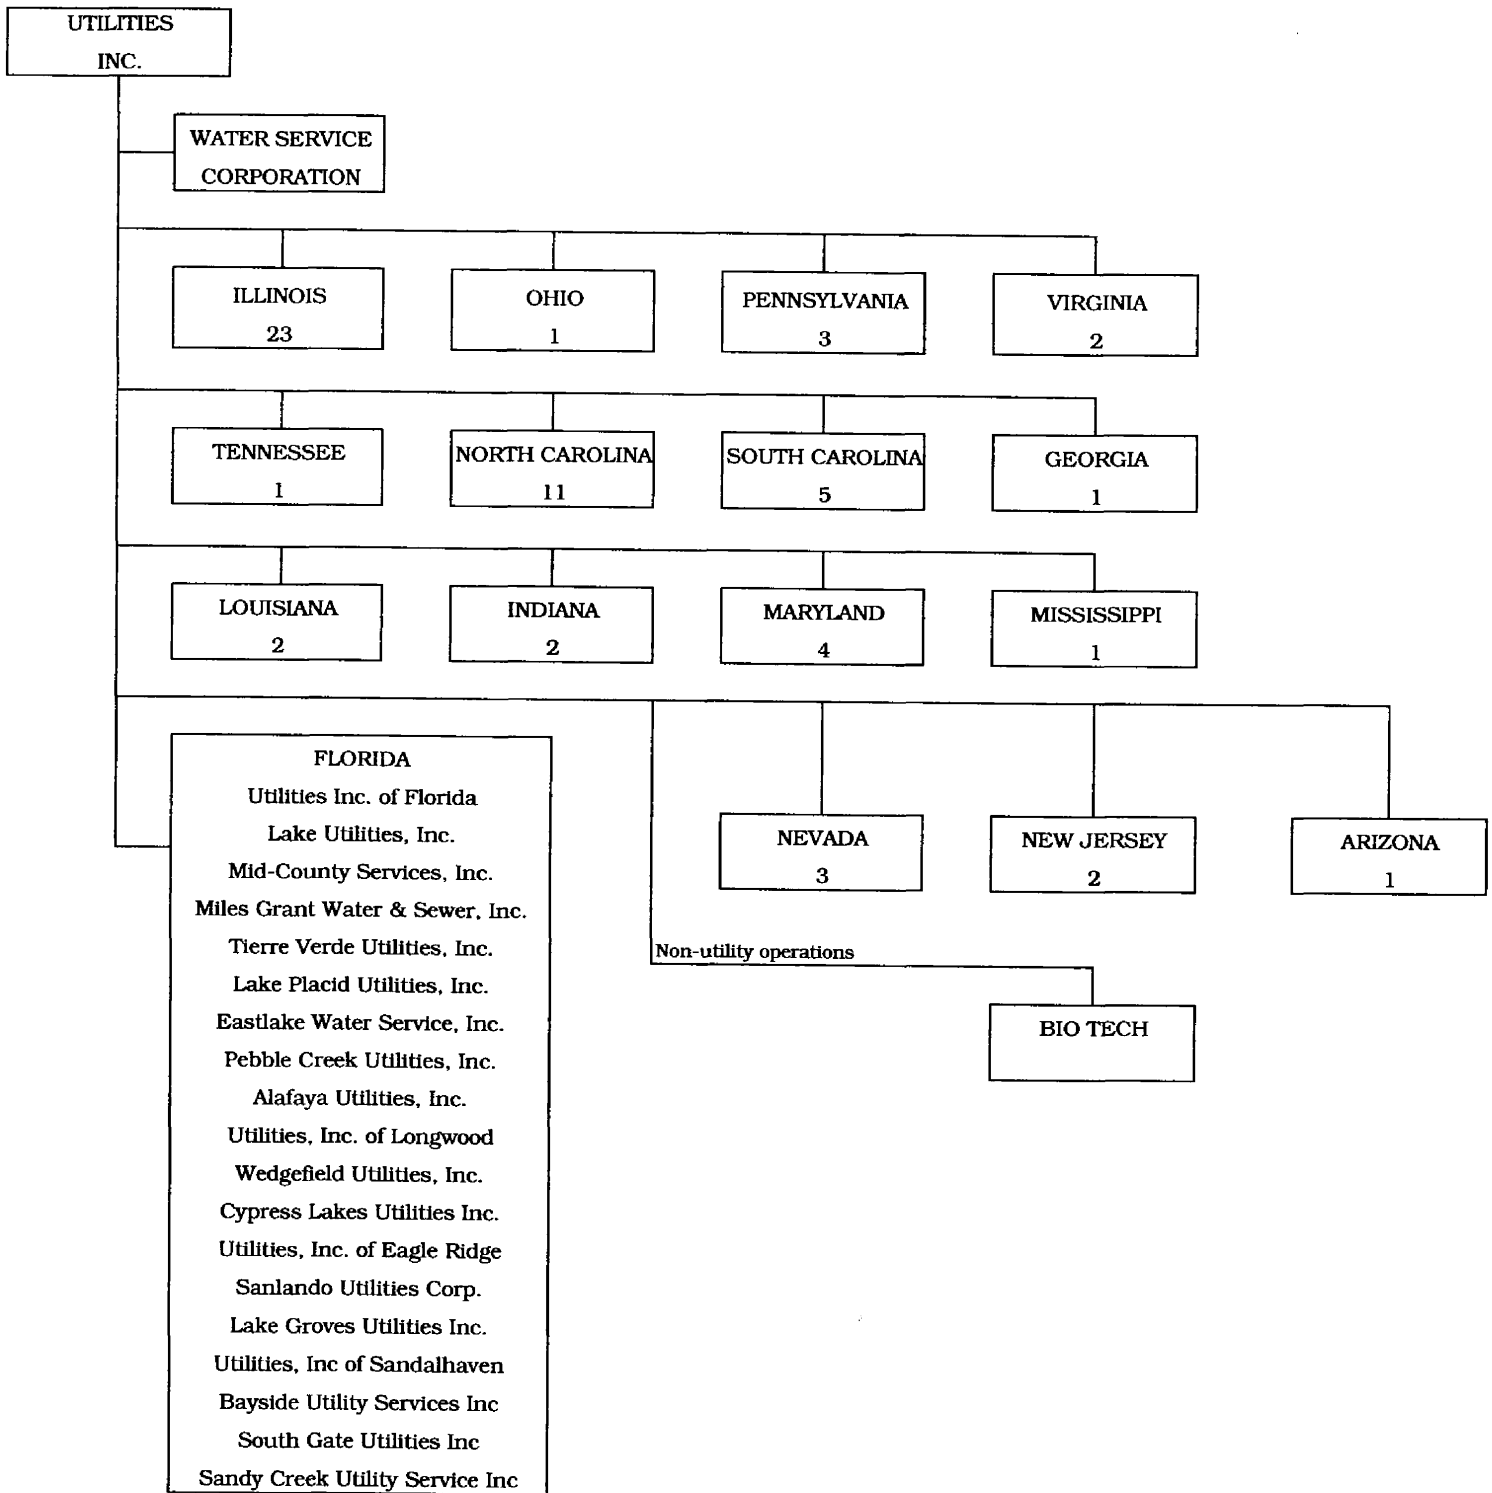 UTILITIES
INC.
WATER SERVICE
CORPORATION
ILLINOIS
23
OHIO
1
PENNSYLVANIA
3
VIRGINIA
2
TENNESSEE
1
NORTH CAROLINA
11
SOUTH CAROLINA
5
GEORGIA
1
LOUISIANA
2
INDIANA
2
MARYLAND
4
MISSISSIPPI
1
FLORIDA
Utilities Inc. of Florida
Lake Utilities, Inc.
Mid-County Services, Inc.
Miles Grant Water & Sewer, Inc.
Tierre Verde Utilities, Inc.
Lake Placid Utilities, Inc.
Eastlake Water Service, Inc.
Pebble Creek Utilities, Inc.
Alafaya Utilities, Inc.
Utilities, Inc. of Longwood
Wedgefield Utilities, Inc.
Cypress Lakes Utilities Inc.
Utilities, Inc. of Eagle Ridge
Sanlando Utilities Corp.
Lake Groves Utilities Inc.
Utilities, Inc of Sandalhaven
Bayside Utility Services Inc
South Gate Utilities Inc
Sandy Creek Utility Service Inc
NEVADA
3
NEW JERSEY
2
ARIZONA
1
Non-utility operations
BIO TECH